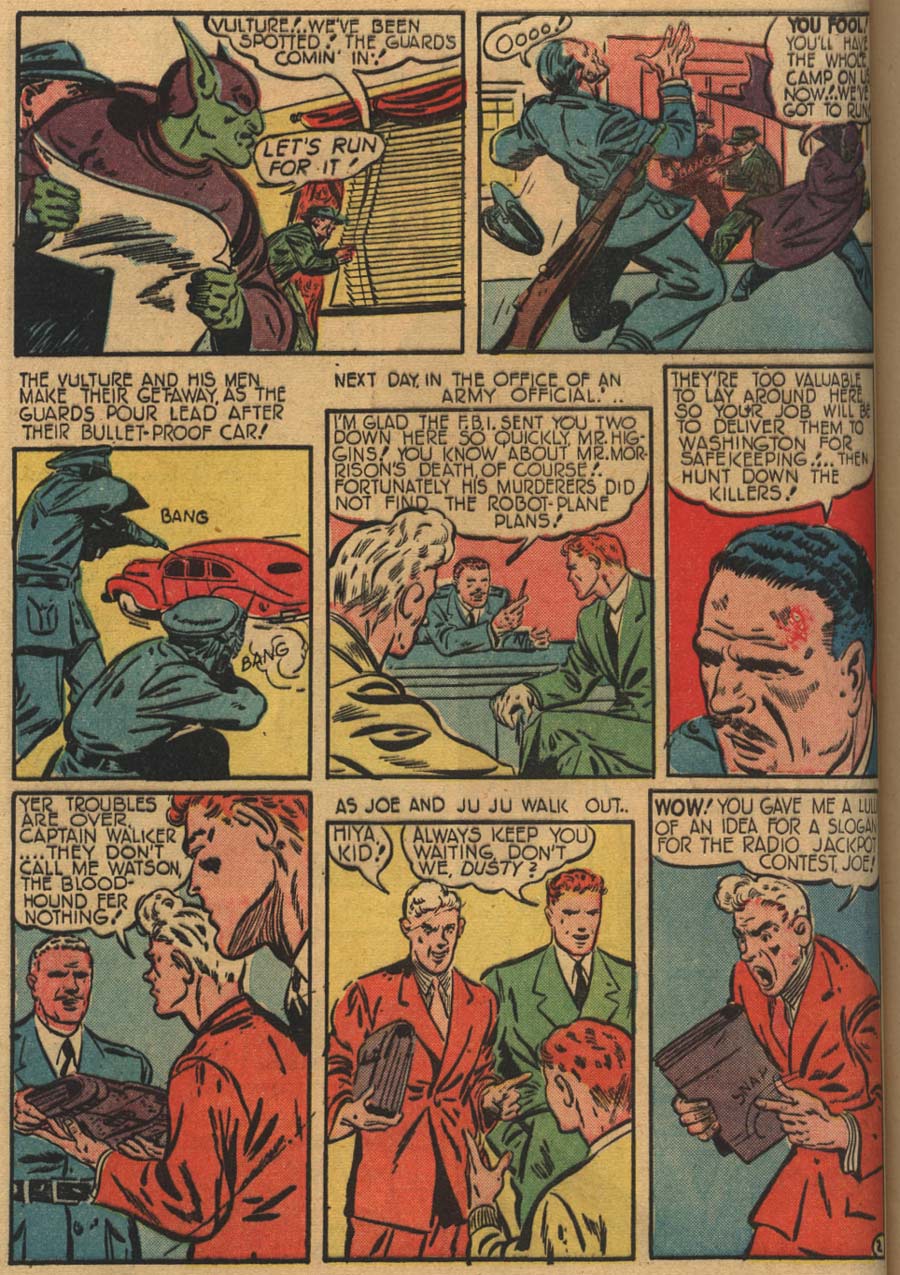 VULTURE!.. WE'VE BEEN
SPOTTED! THE GUARD'S
COMIN' IN!
LET'S RUN
FOR IT!
Oooo!
YOU FOOL!
YOU'LL HAVE
THE WHOLE
CAMP ON US
NOW!..WE'VE
GOT TO RUN
BANG
THE VULTURE AND HIS MEN
MAKE THEIR GETAWAY, AS THE
GUARDS POUR LEAD AFTER
THEIR BULLET-PROOF CAR!
BANG
BANG
NEXT DAY, IN THE OFFICE OF AN
ARMY OFFICIAL!...
I'M GLAD THE F.B.I. SENT YOU TWO
DOWN HERE SO QUICKLY, MR. HIG-
GINS! YOU KNOW ABOUT MR. MOR-
RISON'S DEATH, OF COURSE!.
FORTUNATELY HIS MURDERERS DID
NOT FIND THE ROBOT-PLANE
PLANS!
THEY'RE TOO VALUABLE
TO LAY AROUND HERE,
SO YOUR JOB WILL BE
TO DELIVER THEM TO
WASHINGTON FOR
SAFEKEEPING!... THEN
HUNT DOWN THE
KILLERS!
YER TROUBLES
ARE OVER,
CAPTAIN WALKER
....THEY DON'T
CALL ME WATSON,
THE BLOOD-
HOUND FER
NOTHING!
AS JOE AND JU JU WALK OUT..
HIYA,
KID!
ALWAYS KEEP YOU
WAITING, DON'T
WE, DUSTY?
WOW! YOU GAVE ME A LULU
OF AN IDEA FOR A SLOGAN
FOR THE RADIO JACKPOT
CONTEST, JOE!
SNAP
2